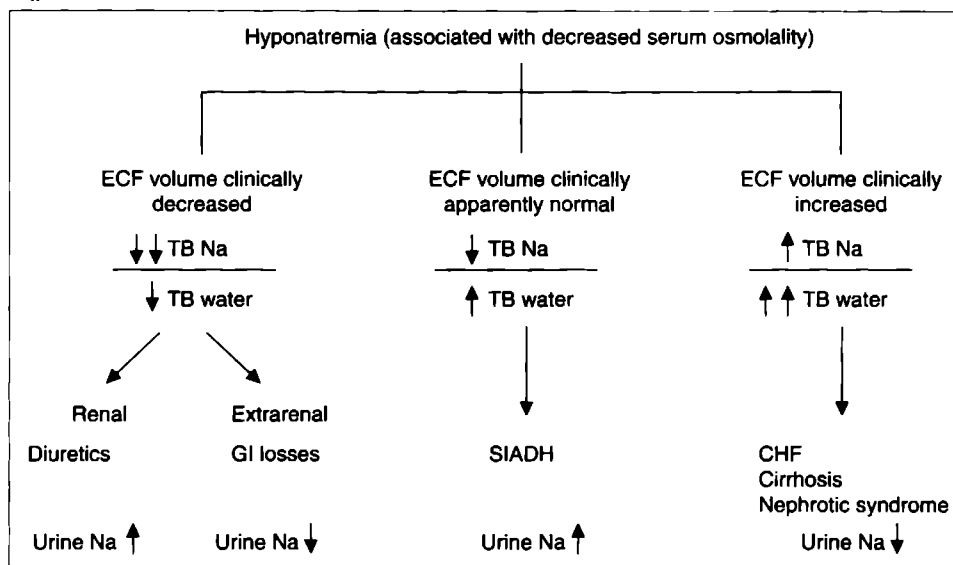 Hyponatremia (associated with decreased serum osmolality)
ECF volume clinically
decreased
↓↓ TB Na
↓ TB water
Renal
Extrarenal
Diuretics
GI losses
Urine Na ↑
Urine Na ↓
ECF volume clinically
apparently normal
↓ TB Na
↑ TB water
SIADH
Urine Na ↑
ECF volume clinically
increased
↑ TB Na
↑↑ TB water
CHF
Cirrhosis
Nephrotic syndrome
Urine Na ↓